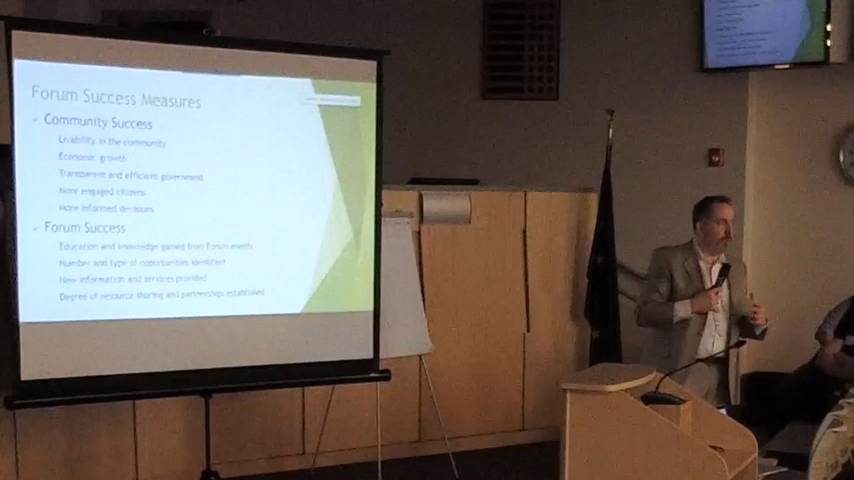 Forum Success Measures
Community Success
Livability in the community
Economic growth
Transparent and efficient government
More engaged citizens
More informed decisions
Forum Success
Education and knowledge gained from Forum events
Number and type of opportunities identified
New information and services provided
Degree of resource sharing and partnerships established